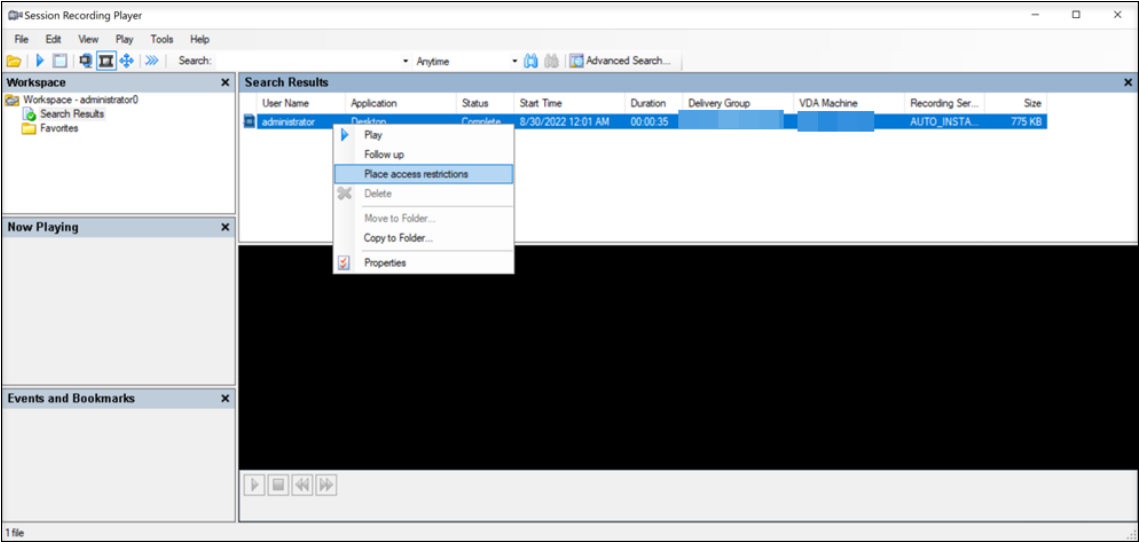 Session Recording Player
File Edit View Play Tools Help
Search: Anytime Advanced Search...
Workspace
Workspace - administrator0
Search Results
Favorites
Now Playing
Events and Bookmarks
Search Results
User Name Application Status Start Time Duration Delivery Group VDA Machine Recording Ser... Size
administrator Desktop Complete 8/30/2022 12:01 AM 00:00:35 AUTO_INSTA... 775 KB
Play
Follow up
Place access restrictions
Delete
Move to Folder...
Copy to Folder...
Properties
1 file